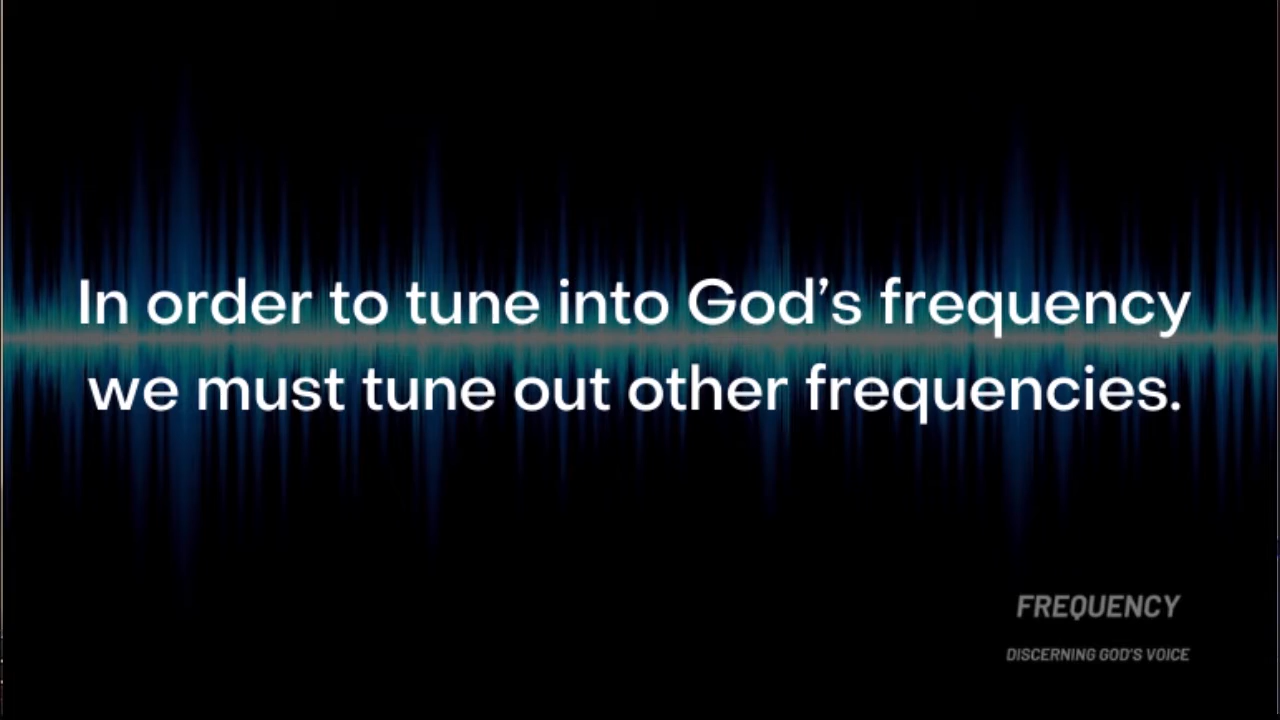 In order to tune into God’s frequency
we must tune out other frequencies.
FREQUENCY
DISCERNING GOD'S VOICE